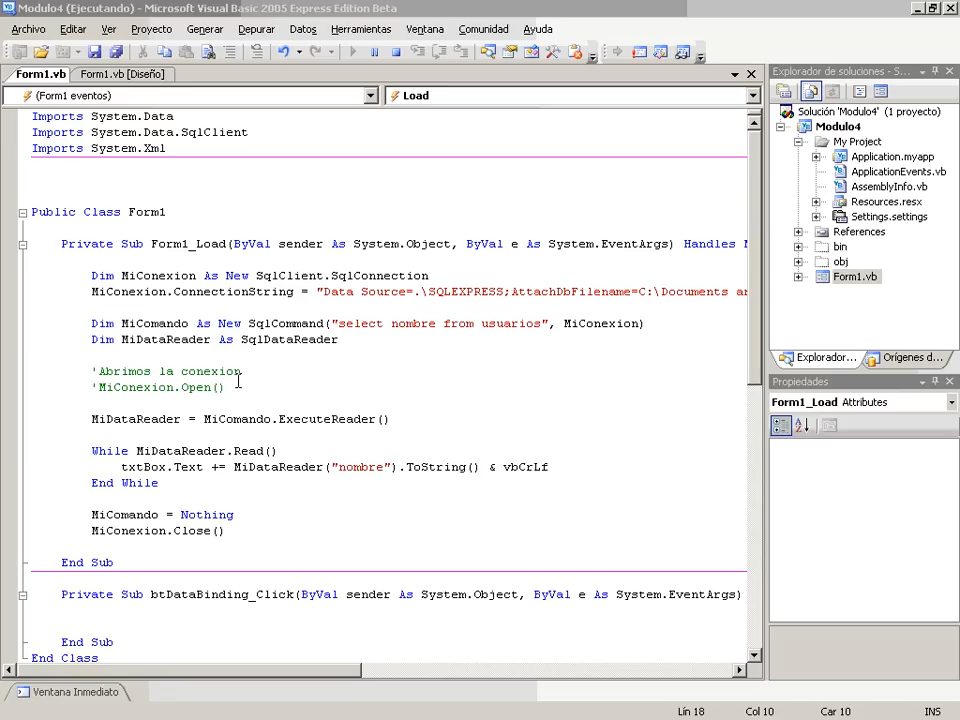 Modulo4 (Ejecutando) - Microsoft Visual Basic 2005 Express Edition Beta
Archivo Editar Ver Proyecto Generar Depurar Datos Herramientas Ventana Comunidad Ayuda
Form1.vb Form1.vb [Diseño]
(Form1 eventos) Load
Imports System.Data
Imports System.Data.SqlClient
Imports System.Xml
Public Class Form1
Private Sub Form1_Load(ByVal sender As System.Object, ByVal e As System.EventArgs) Handles
Dim MiConexion As New SqlClient.SqlConnection
MiConexion.ConnectionString = "Data Source=.\SQLEXPRESS;AttachDbFilename=C:\Documents
Dim MiComando As New SqlCommand("select nombre from usuarios", MiConexion)
Dim MiDataReader As SqlDataReader
'Abrimos la conexion
'MiConexion.Open()
MiDataReader = MiComando.ExecuteReader()
While MiDataReader.Read()
txtBox.Text += MiDataReader("nombre").ToString() & vbCrLf
End While
MiComando = Nothing
MiConexion.Close()
End Sub
Private Sub btDataBinding_Click(ByVal sender As System.Object, ByVal e As System.EventArgs)
End Sub
End Class
Explorador de soluciones - S...
Solución 'Modulo4' (1 proyecto)
Modulo4
My Project
Application.myapp
ApplicationEvents.vb
AssemblyInfo.vb
Resources.resx
Settings.settings
References
bin
obj
Form1.vb
Explorador... Orígenes d...
Propiedades
Form1_Load Attributes
Ventana Inmediato
Lín 18 Col 10 Car 10 INS